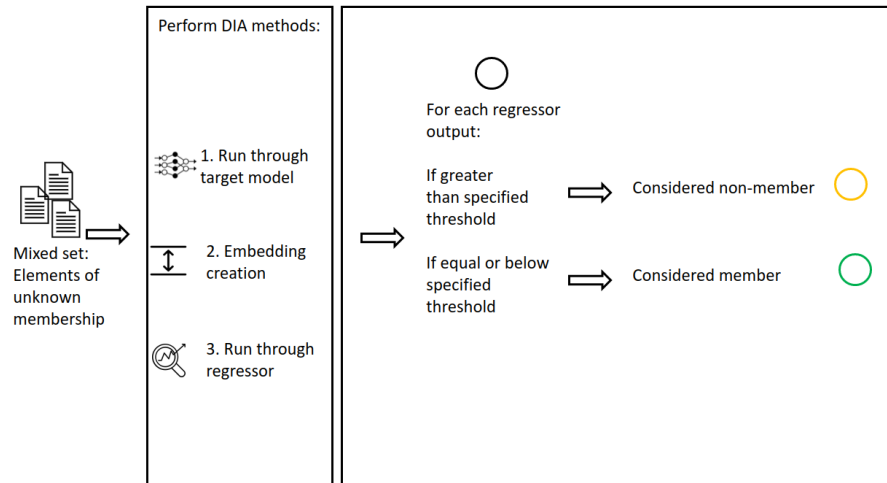 Mixed set:
Elements of
unknown
membership
Perform DIA methods:
1. Run through
target model
2. Embedding
creation
3. Run through
regressor
For each regressor
output:
If greater
than specified
threshold
Considered non-member
If equal or below
specified
threshold
Considered member